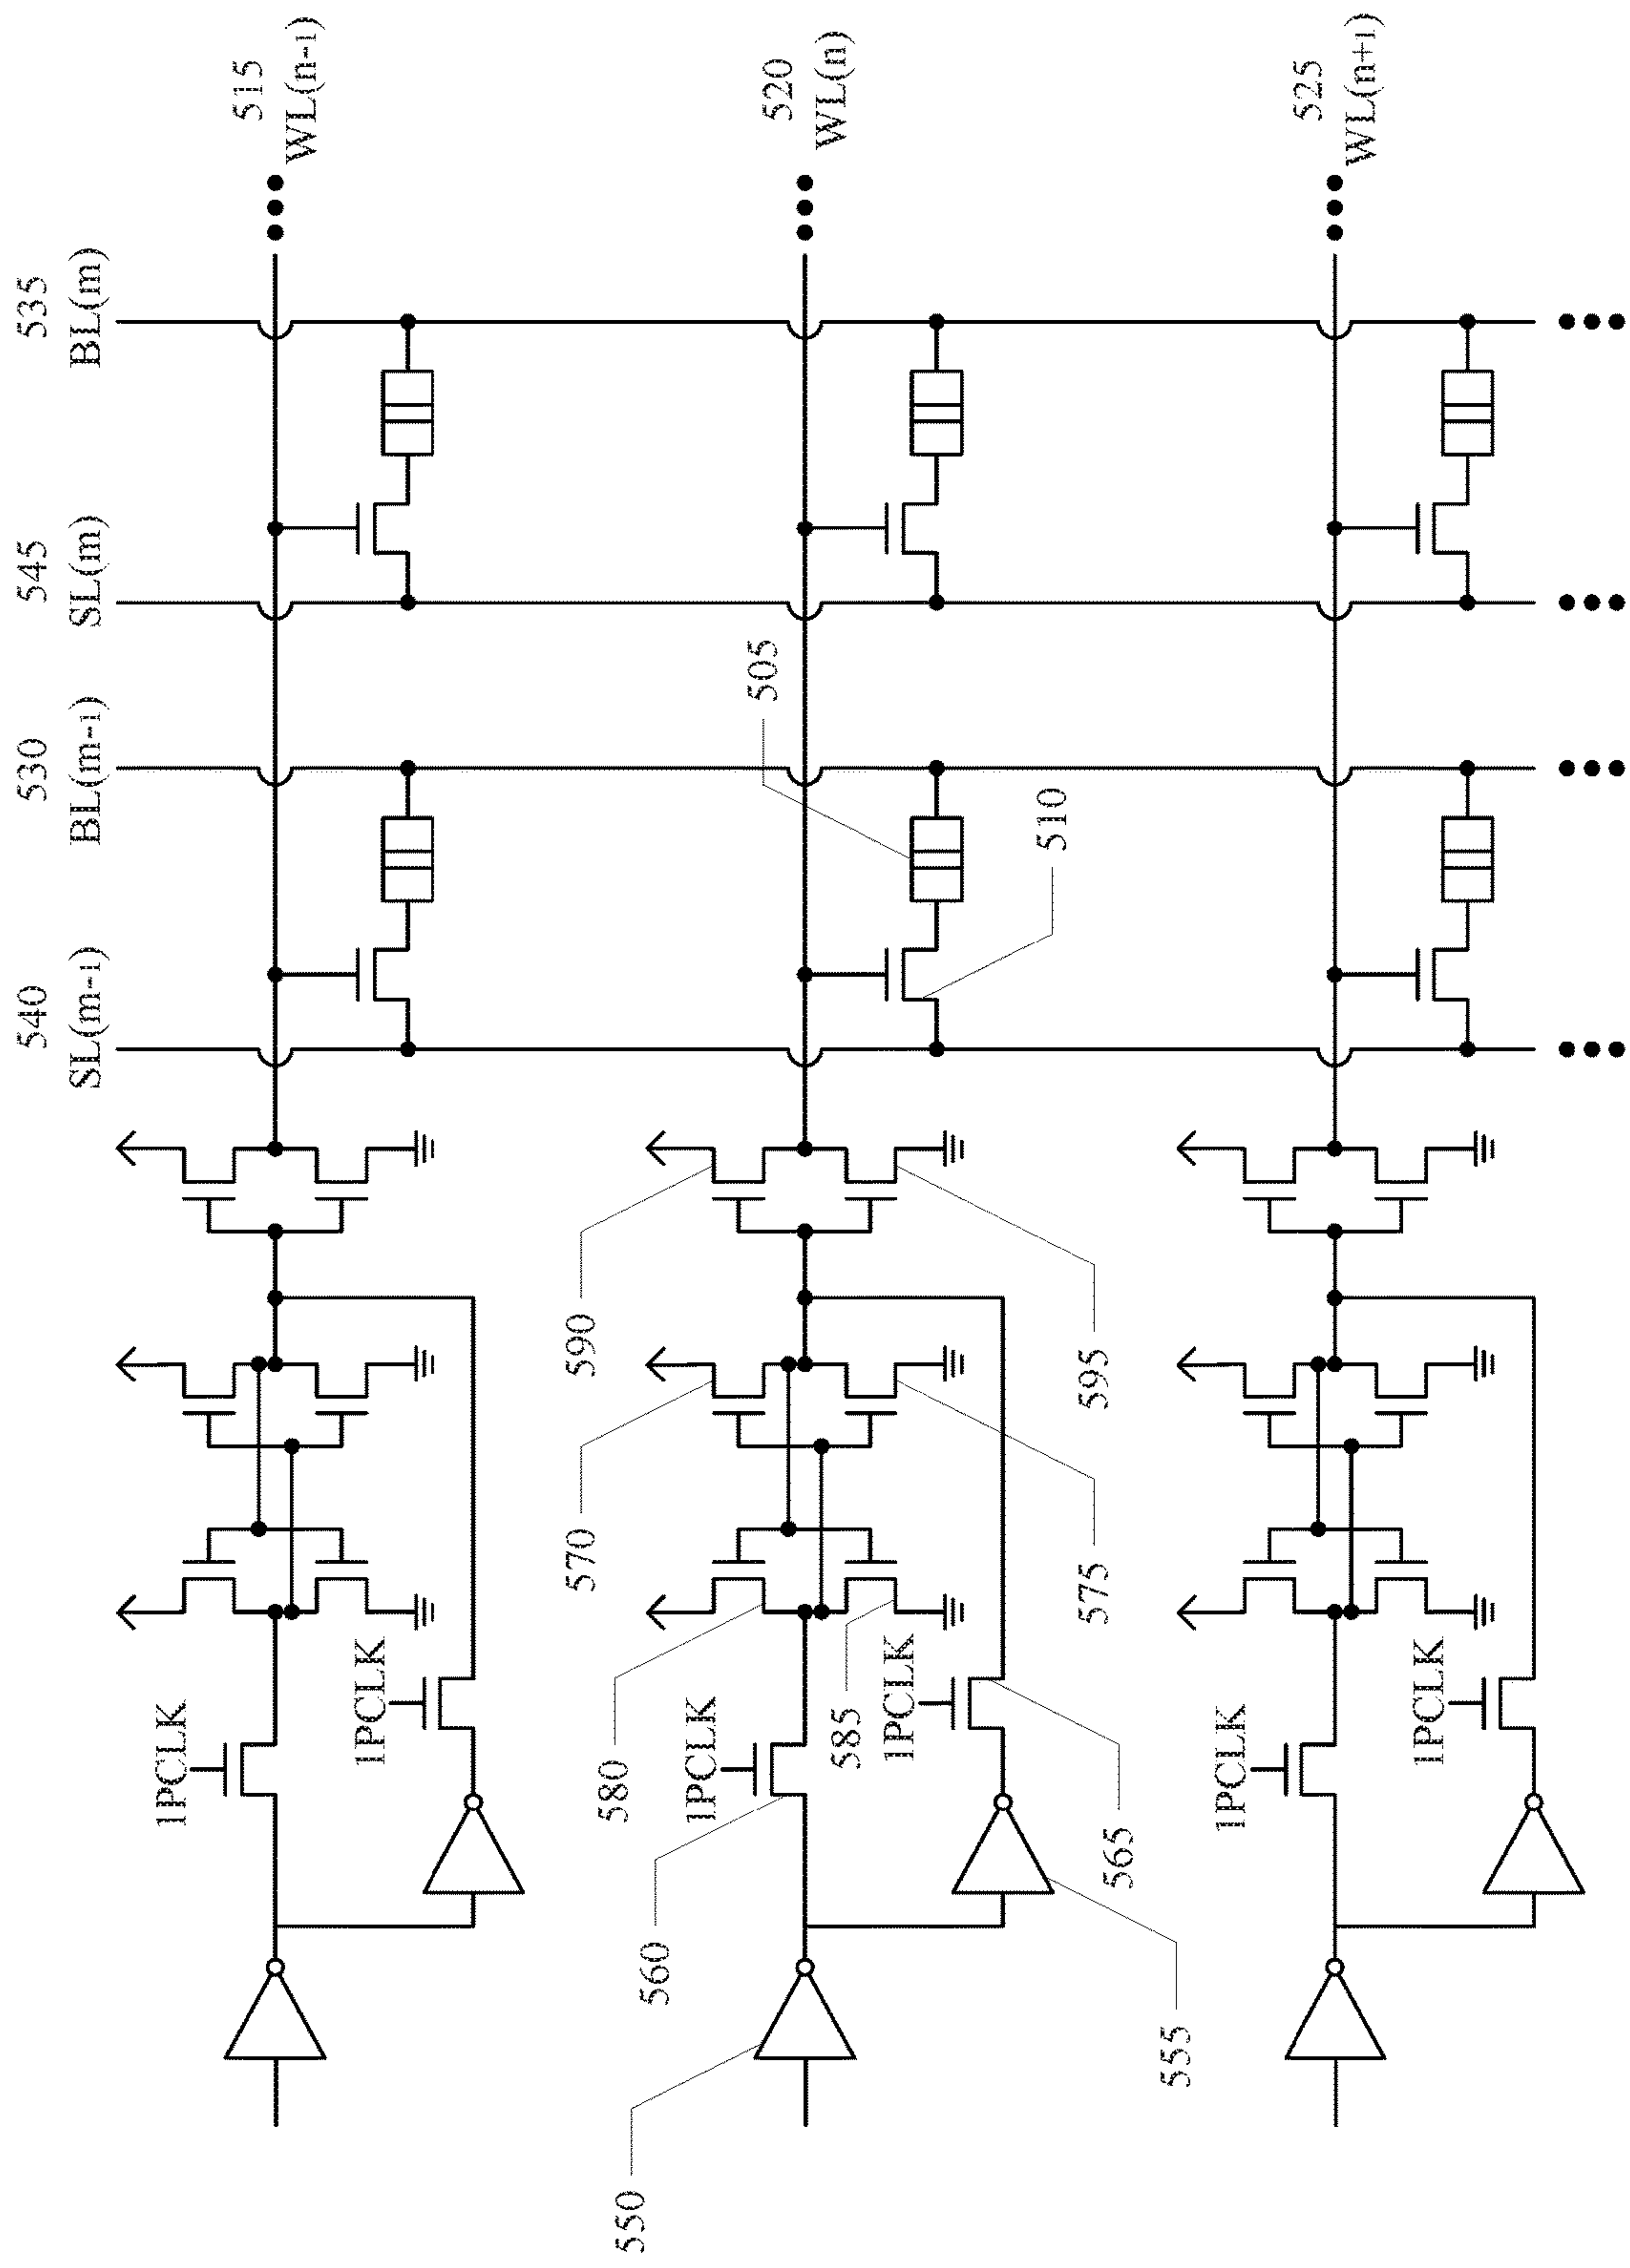 515
WL(n-1)
520
WL(n)
525
WL(n+1)
535
BL(m)
545
SL(m)
530
BL(m-1)
540
SL(m-1)
505
510
590
595
570
575
580
585
1PCLK
1PCLK
1PCLK
1PCLK
1PCLK
1PCLK
560
565
550
555